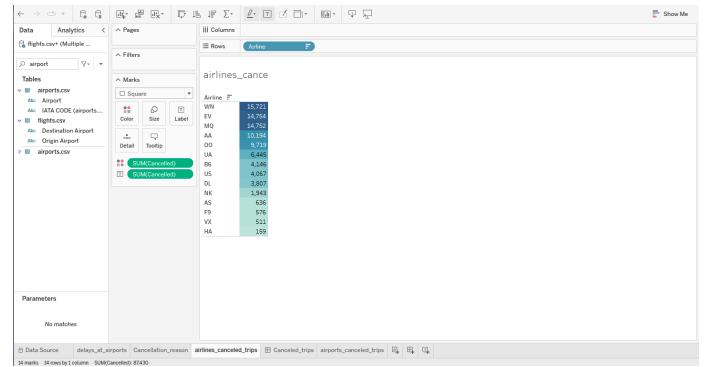 Show Me
Data Analytics
flights.csv+ (Multiple ...
airport
Tables
airports.csv
Abc Airport
Abc IATA CODE (airports....
flights.csv
Abc Destination Airport
Abc Origin Airport
airports.csv
Parameters
No matches
Pages
Filters
Marks
Square
Color Size Label
Detail Tooltip
SUM(Cancelled)
SUM(Cancelled)
Columns
Rows Airline
airlines_cance
Airline
WN 15,721
EV 14,754
MQ 14,752
AA 10,194
OO 9,719
UA 6,445
B6 4,146
US 4,067
DL 3,807
NK 1,943
AS 636
F9 576
VX 511
HA 159
Data Source delays_at_airports Cancellation_reason airlines_canceled_trips Canceled_trips airports_canceled_trips
14 marks 14 rows by 1 column SUM(Cancelled): 87,430